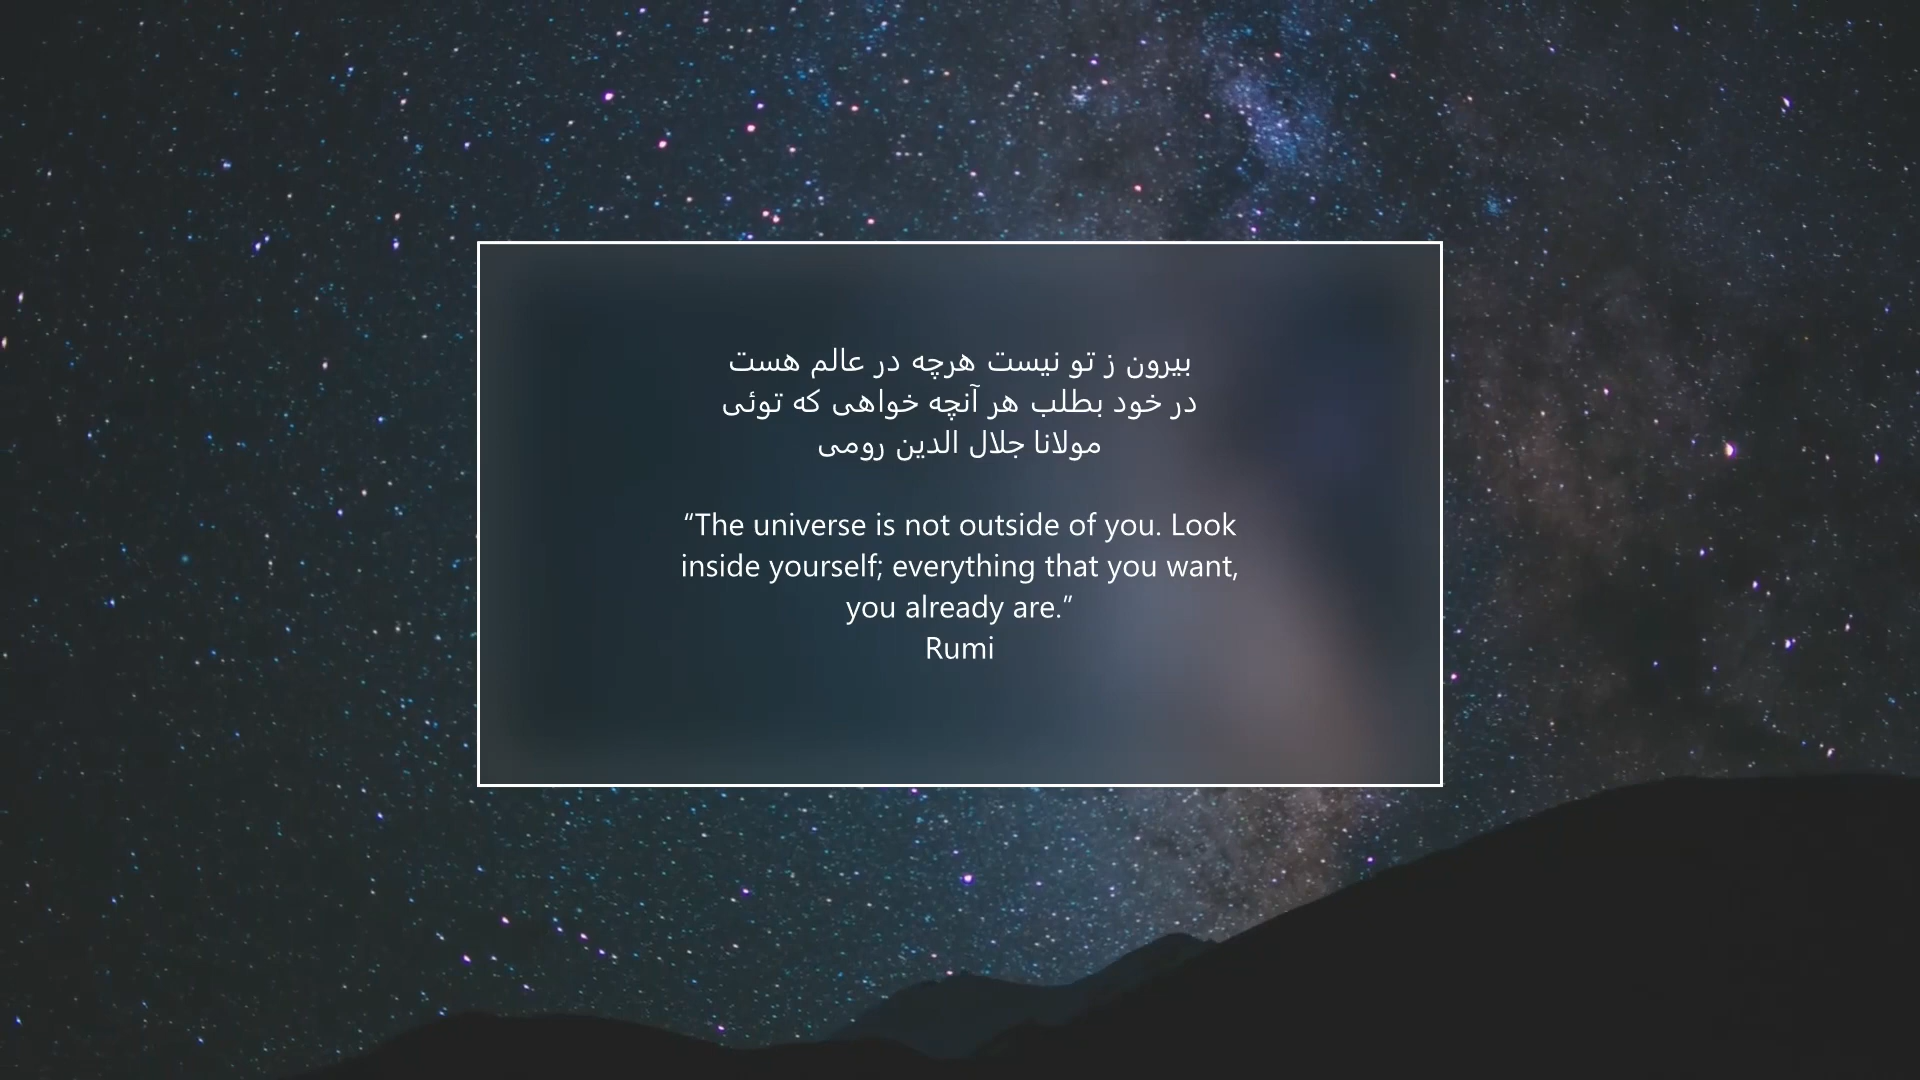 بیرون ز تو نیست هرچه در عالم هست
در خود بطلب هر آنچه خواهی که توئی
مولانا جلال الدین رومی
“The universe is not outside of you. Look
inside yourself; everything that you want,
you already are.”
Rumi